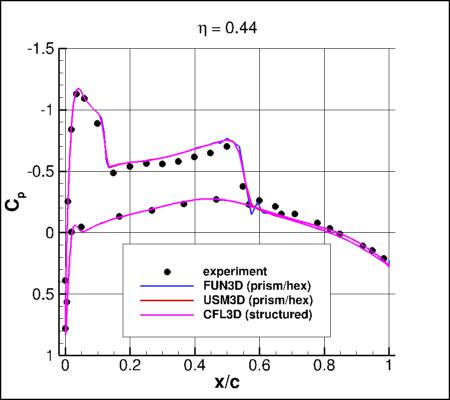 η = 0.44
-1.5
-1
-0.5
0
0.5
1
Cp
experiment
FUN3D (prism/hex)
USM3D (prism/hex)
CFL3D (structured)
0 0.2 0.4 0.6 0.8 1
x/c